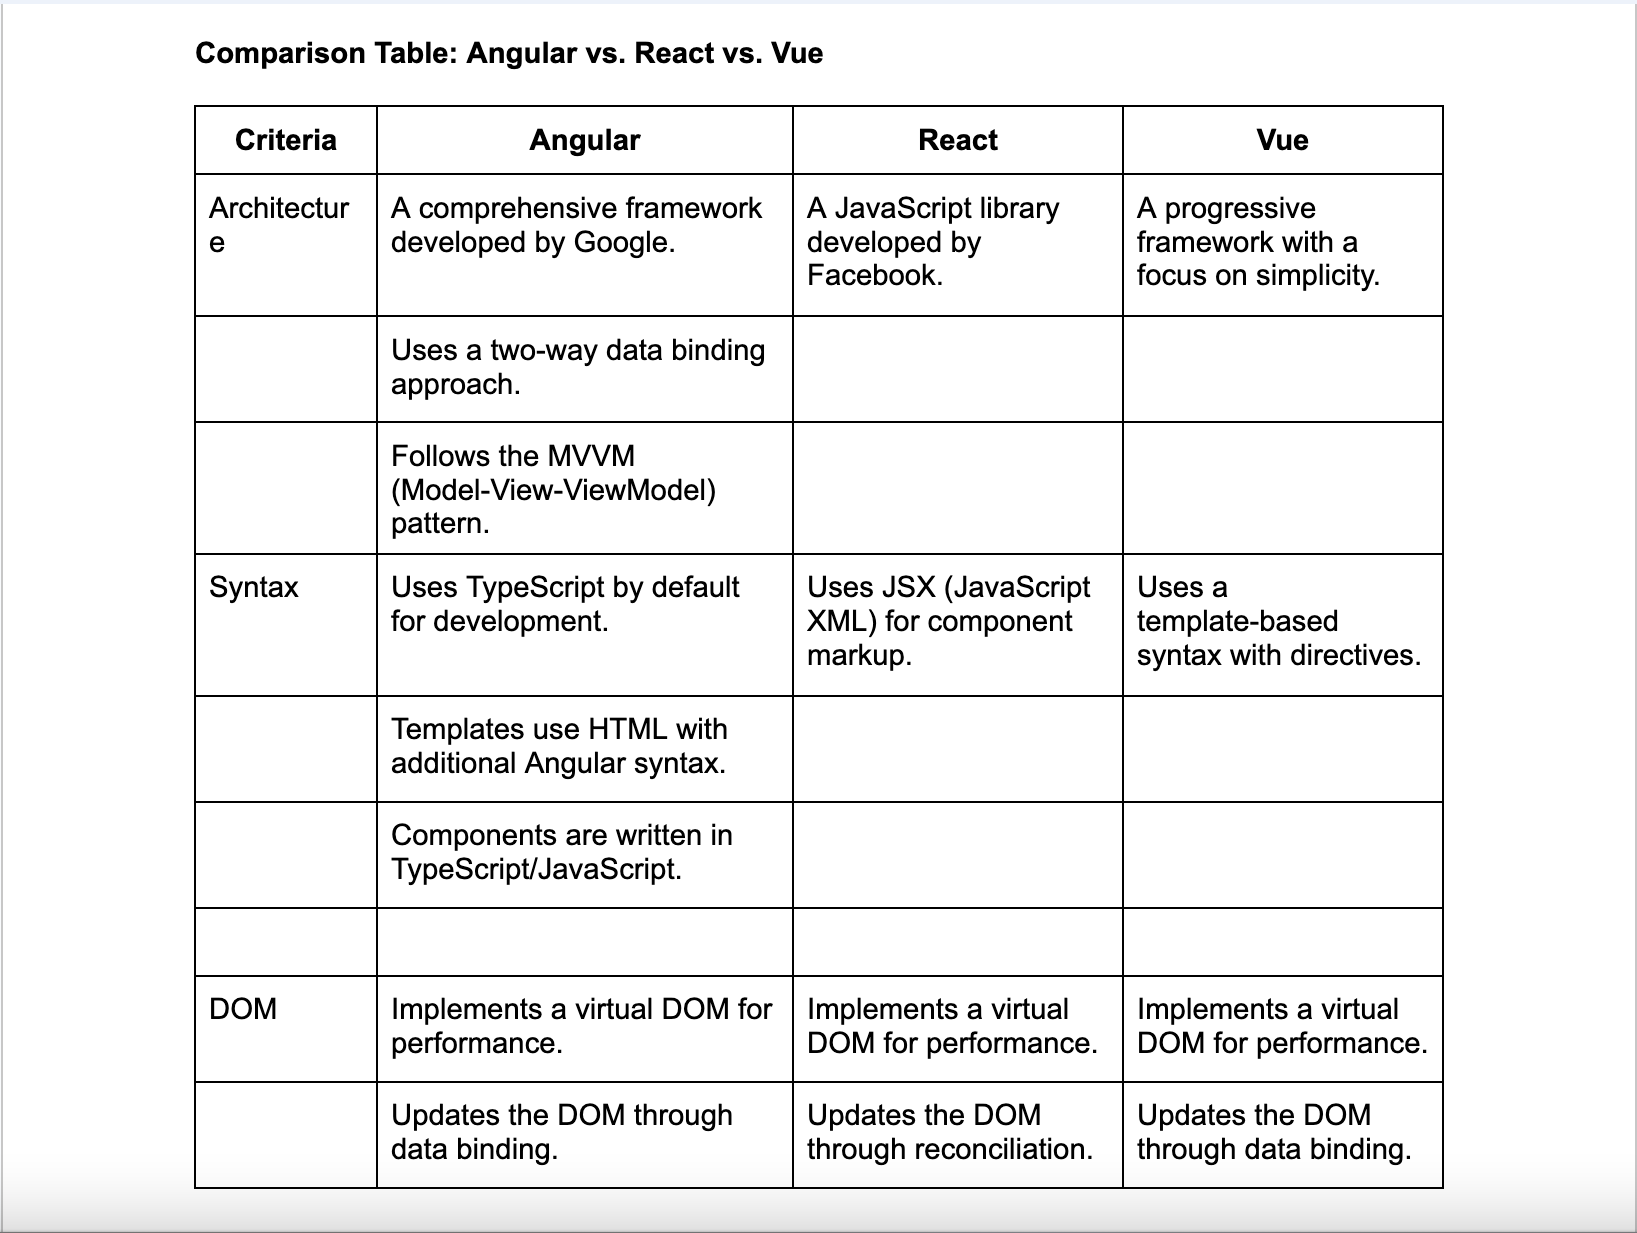 Comparison Table: Angular vs. React vs. Vue
Criteria
Angular
React
Vue
Architectur
e
A comprehensive framework
developed by Google.
A JavaScript library
developed by
Facebook.
A progressive
framework with a
focus on simplicity.
Uses a two-way data binding
approach.
Follows the MVVM
(Model-View-ViewModel)
pattern.
Syntax
Uses TypeScript by default
for development.
Uses JSX (JavaScript
XML) for component
markup.
Uses a
template-based
syntax with directives.
Templates use HTML with
additional Angular syntax.
Components are written in
TypeScript/JavaScript.
DOM
Implements a virtual DOM for
performance.
Implements a virtual
DOM for performance.
Implements a virtual
DOM for performance.
Updates the DOM through
data binding.
Updates the DOM
through reconciliation.
Updates the DOM
through data binding.